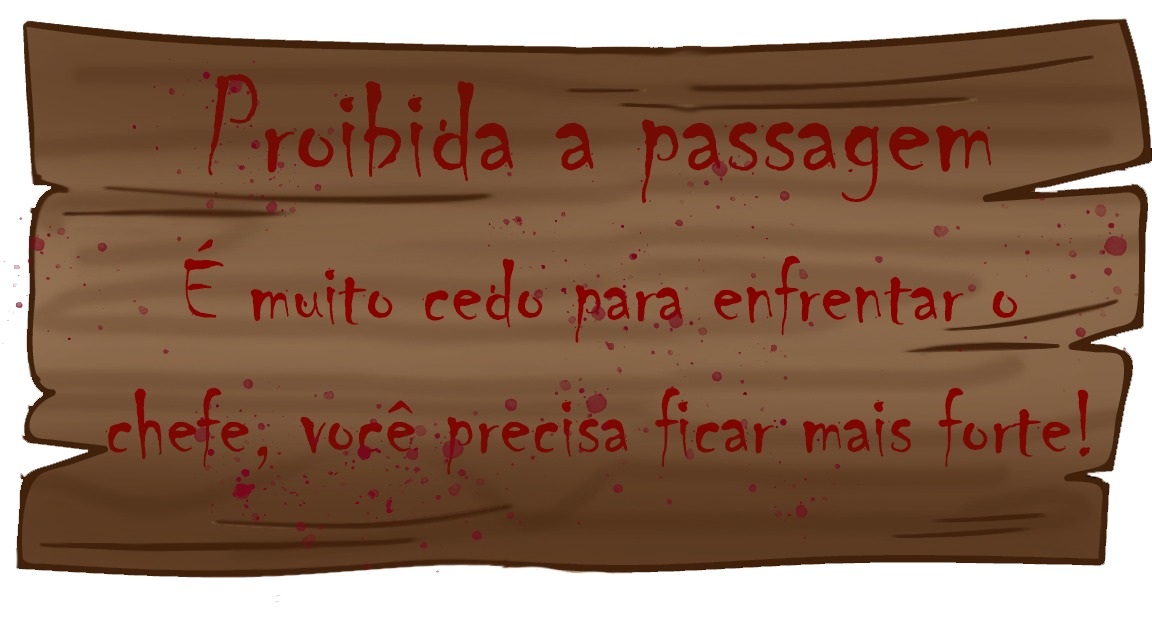 Proibida a passagem
É muito cedo para enfrentar o
chefe, você precisa ficar mais forte!